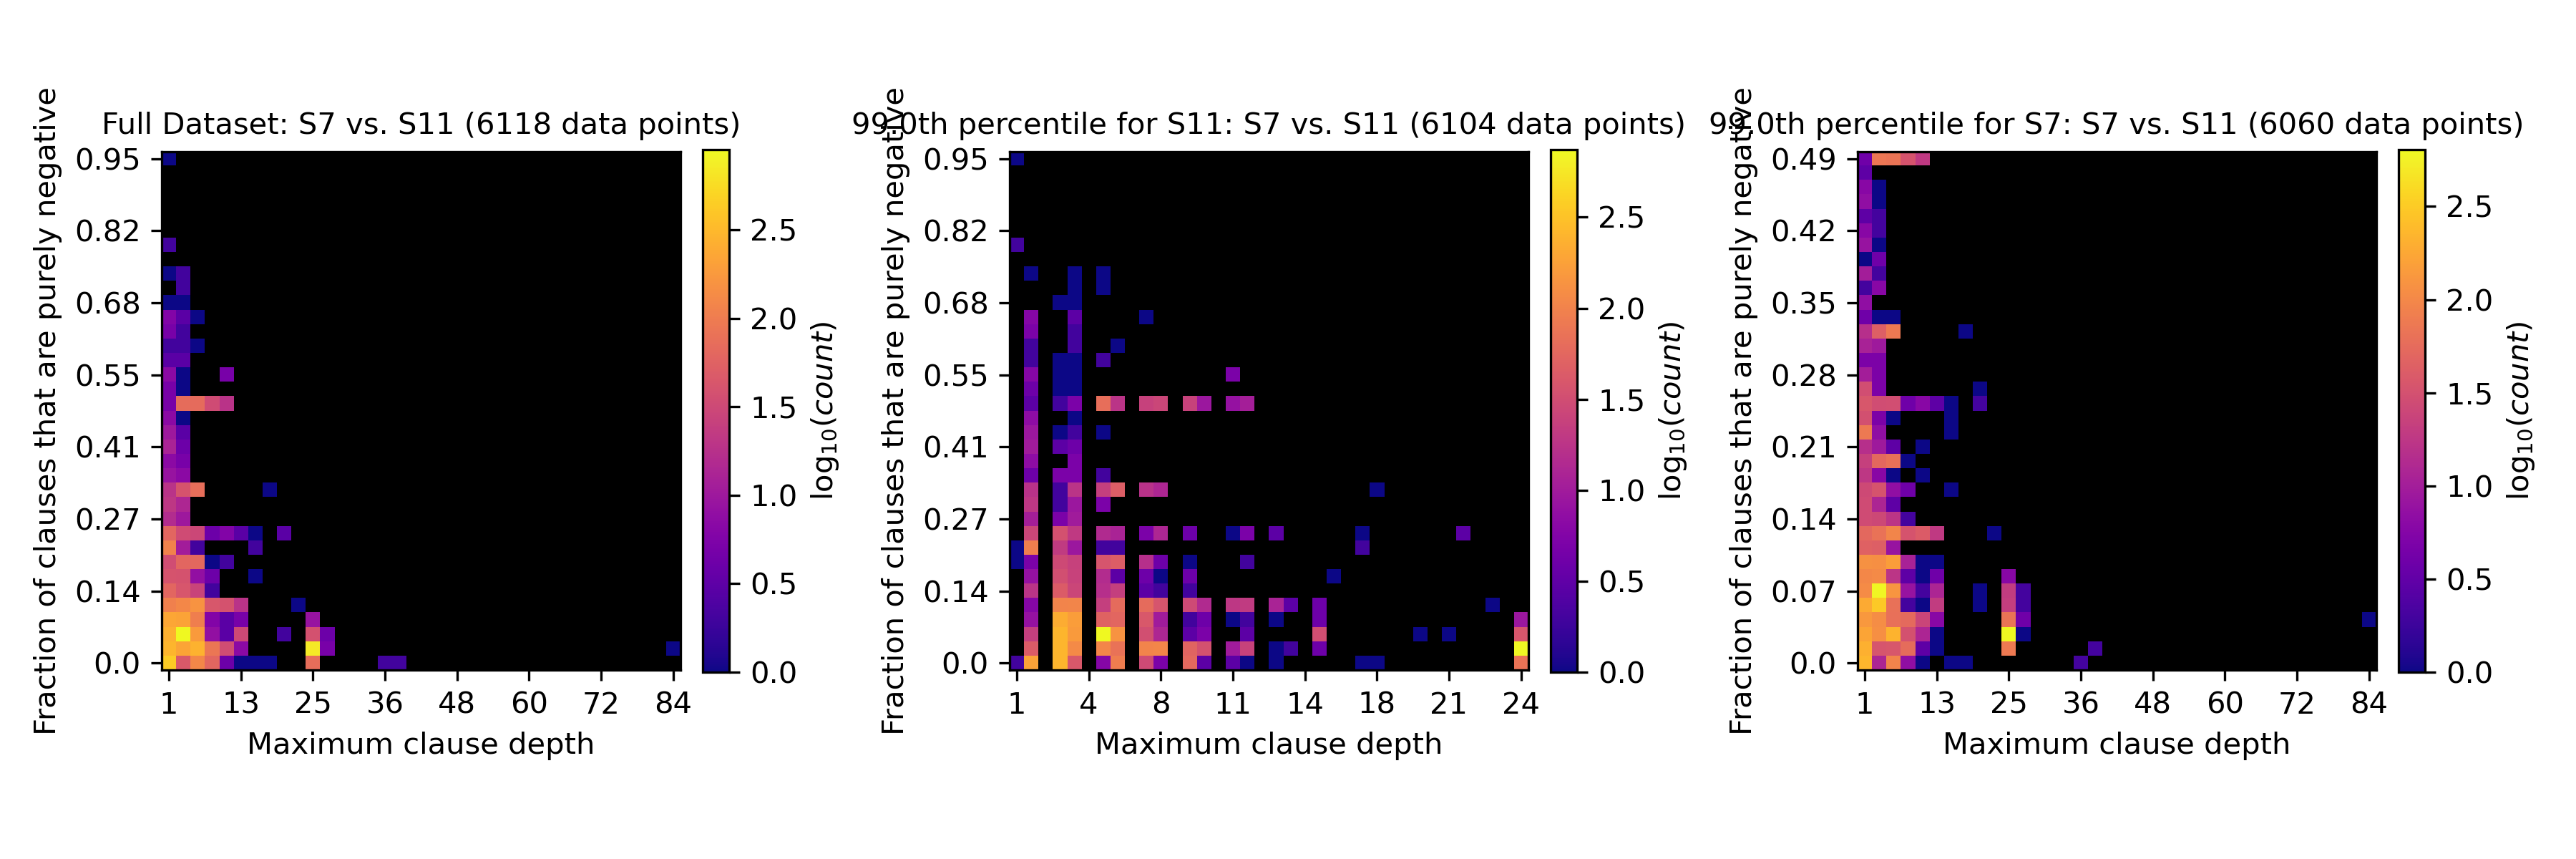 Full Dataset: S7 vs. S11 (6118 data points)
Fraction of clauses that are purely negative
0.95
0.82
0.68
0.55
0.41
0.27
0.14
0.0
1 13 25 36 48 60 72 84
Maximum clause depth
2.5
2.0
1.5
1.0
0.5
0.0
log10(count)
99.0th percentile for S11: S7 vs. S11 (6104 data points)
Fraction of clauses that are purely negative
0.95
0.82
0.68
0.55
0.41
0.27
0.14
0.0
1 4 8 11 14 18 21 24
Maximum clause depth
2.5
2.0
1.5
1.0
0.5
0.0
log10(count)
99.0th percentile for S7: S7 vs. S11 (6060 data points)
Fraction of clauses that are purely negative
0.49
0.42
0.35
0.28
0.21
0.14
0.07
0.0
1 13 25 36 48 60 72 84
Maximum clause depth
2.5
2.0
1.5
1.0
0.5
0.0
log10(count)